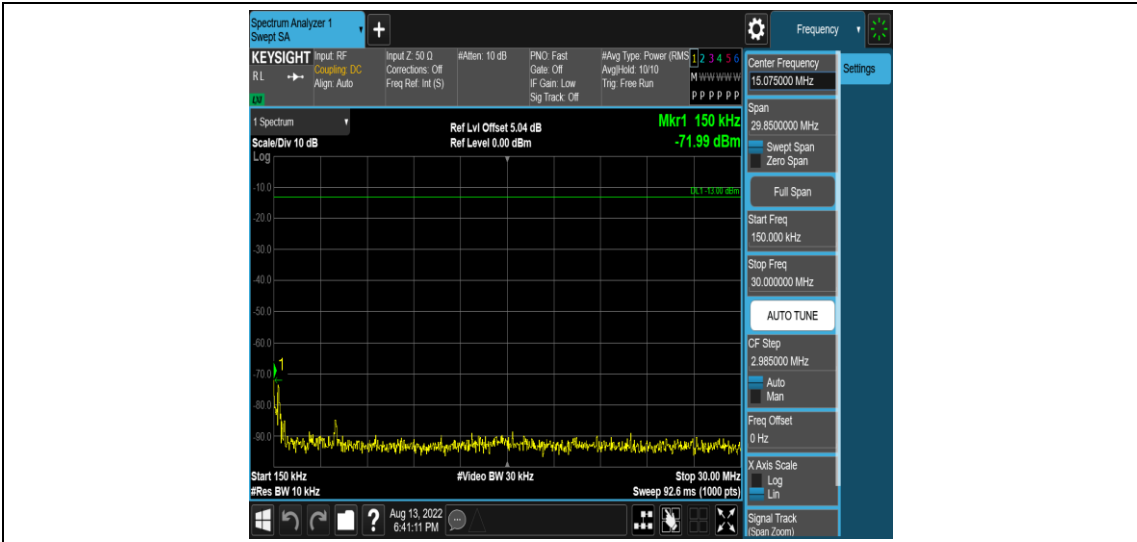 Spectrum Analyzer 1
Swept SA
+
Frequency
KEYSIGHT
RL
LW
Input: RF
Coupling: DC
Align: Auto
Input Z: 50 Ω
Corrections: Off
Freq Ref: Int (S)
#Atten: 10 dB
PNO: Fast
Gate: Off
IF Gain: Low
Sig Track: Off
#Avg Type: Power (RMS
Avg|Hold: 10/10
Trig: Free Run
1 2 3 4 5 6
M W W W W W
P P P P P P
1 Spectrum
Scale/Div 10 dB
Log
Ref Lvl Offset 5.04 dB
Ref Level 0.00 dBm
Mkr1 150 kHz
-71.99 dBm
DL1 -13.00 dBm
-10.0
-20.0
-30.0
-40.0
-50.0
-60.0
-70.0
-80.0
-90.0
1
Start 150 kHz
#Res BW 10 kHz
#Video BW 30 kHz
Stop 30.00 MHz
Sweep 92.6 ms (1000 pts)
Center Frequency
15.075000 MHz
Settings
Span
29.8500000 MHz
Swept Span
Zero Span
Full Span
Start Freq
150.000 kHz
Stop Freq
30.000000 MHz
AUTO TUNE
CF Step
2.985000 MHz
Auto
Man
Freq Offset
0 Hz
X Axis Scale
Log
Lin
Signal Track
(Span Zoom)
?
Aug 13, 2022
6:41:11 PM